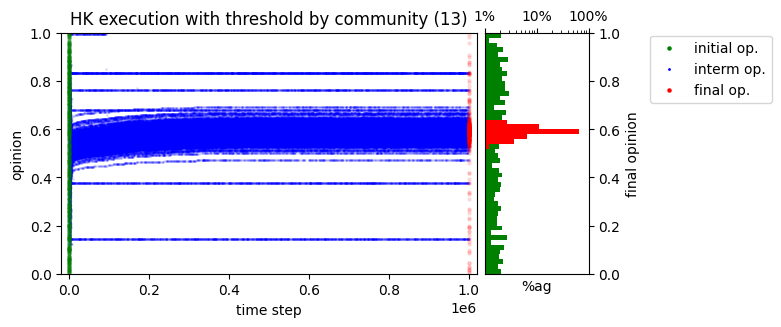 HK execution with threshold by community (13)
1% 10% 100%
1.0 1.0
0.8 0.8
0.6 0.6
0.4 0.4
0.2 0.2
0.0 0.0
opinion
final opinion
0.0 0.2 0.4 0.6 0.8 1.0
1e6
time step
%ag
initial op.
interm op.
final op.